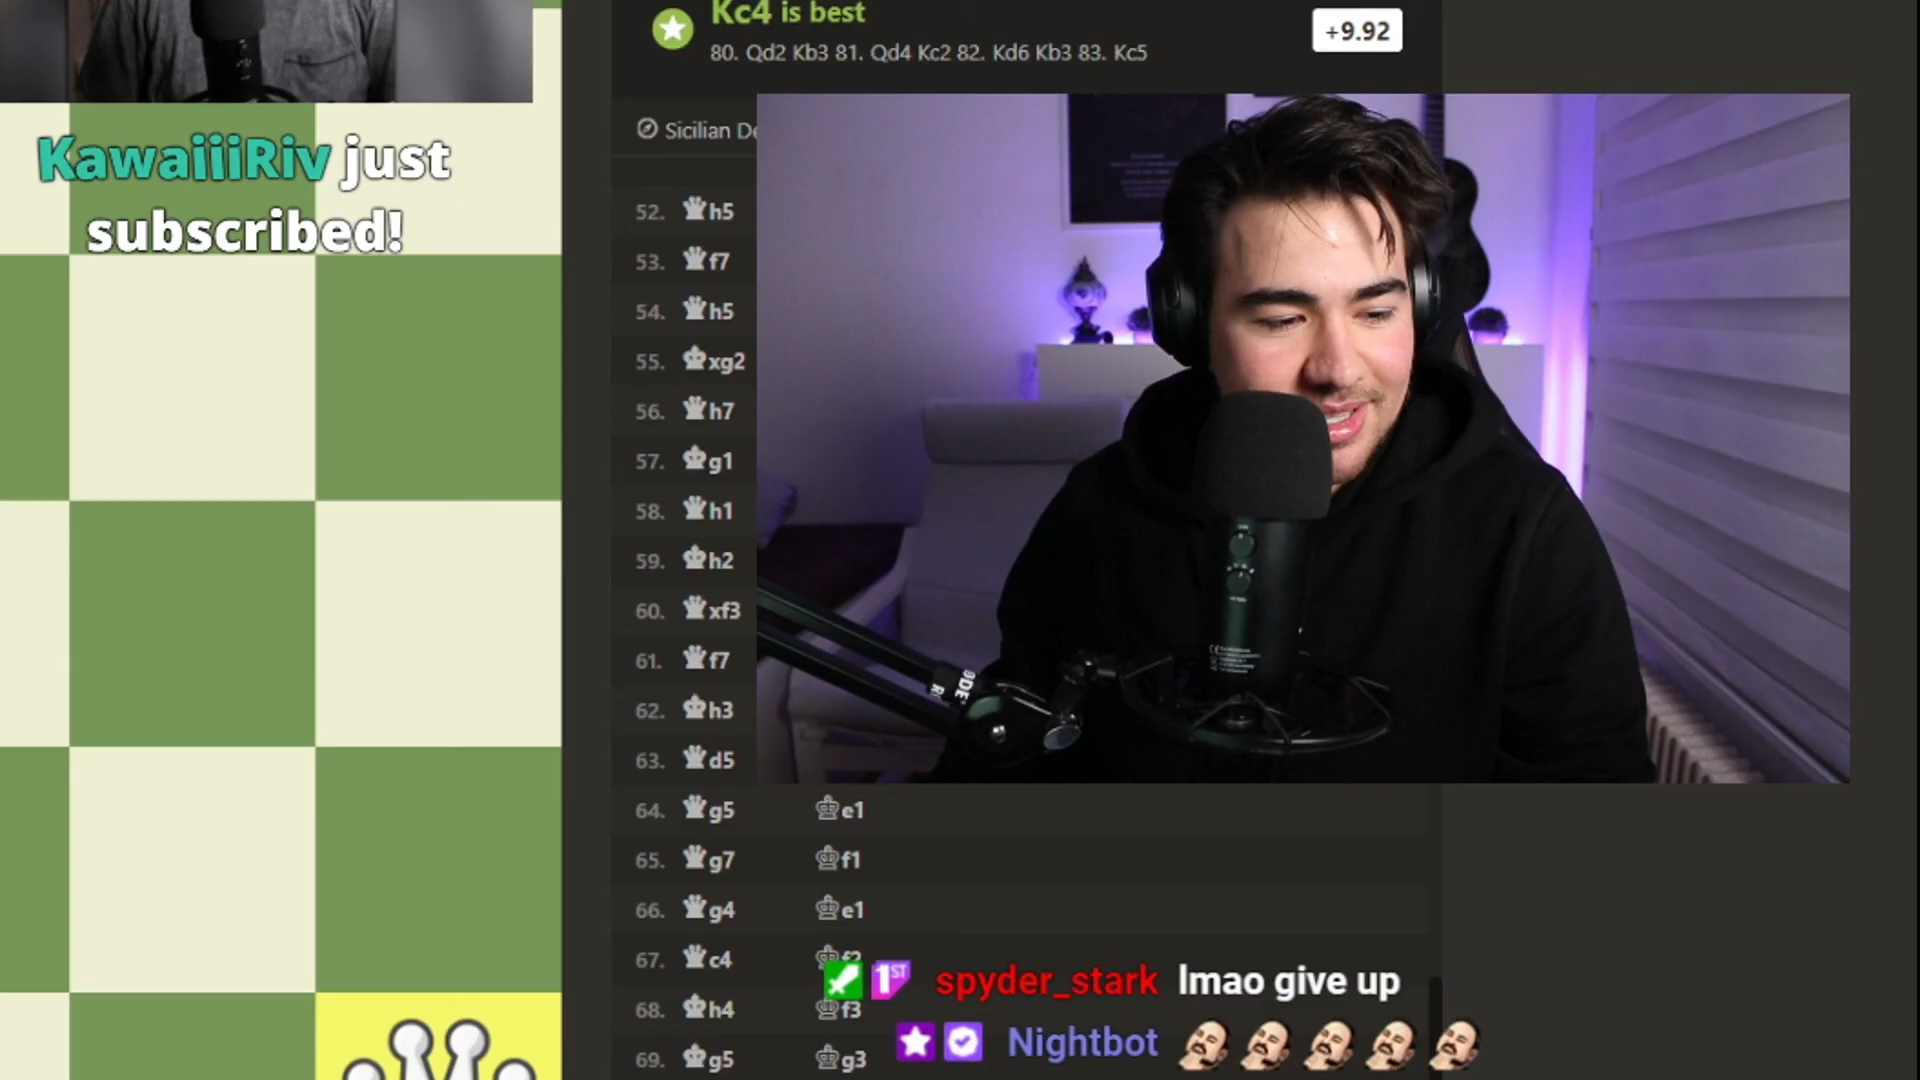 Kc4 is best
+9.92
80. Qd2 Kb3 81. Qd4 Kc2 82. Kd6 Kb3 83. Kc5
Sicilian De
KawaiiiRiv just
subscribed!
52. ♛h5
53. ♛f7
54. ♛h5
55. ♚xg2
56. ♛h7
57. ♚g1
58. ♛h1
59. ♚h2
60. ♛xf3
61. ♛f7
62. ♚h3
63. ♛d5
64. ♛g5 ♔e1
65. ♛g7 ♔f1
66. ♛g4 ♔e1
67. ♛c4 ♔f2
68. ♚h4 ♔f3
69. ♚g5 ♔g3
1ST spyder_stark lmao give up
Nightbot